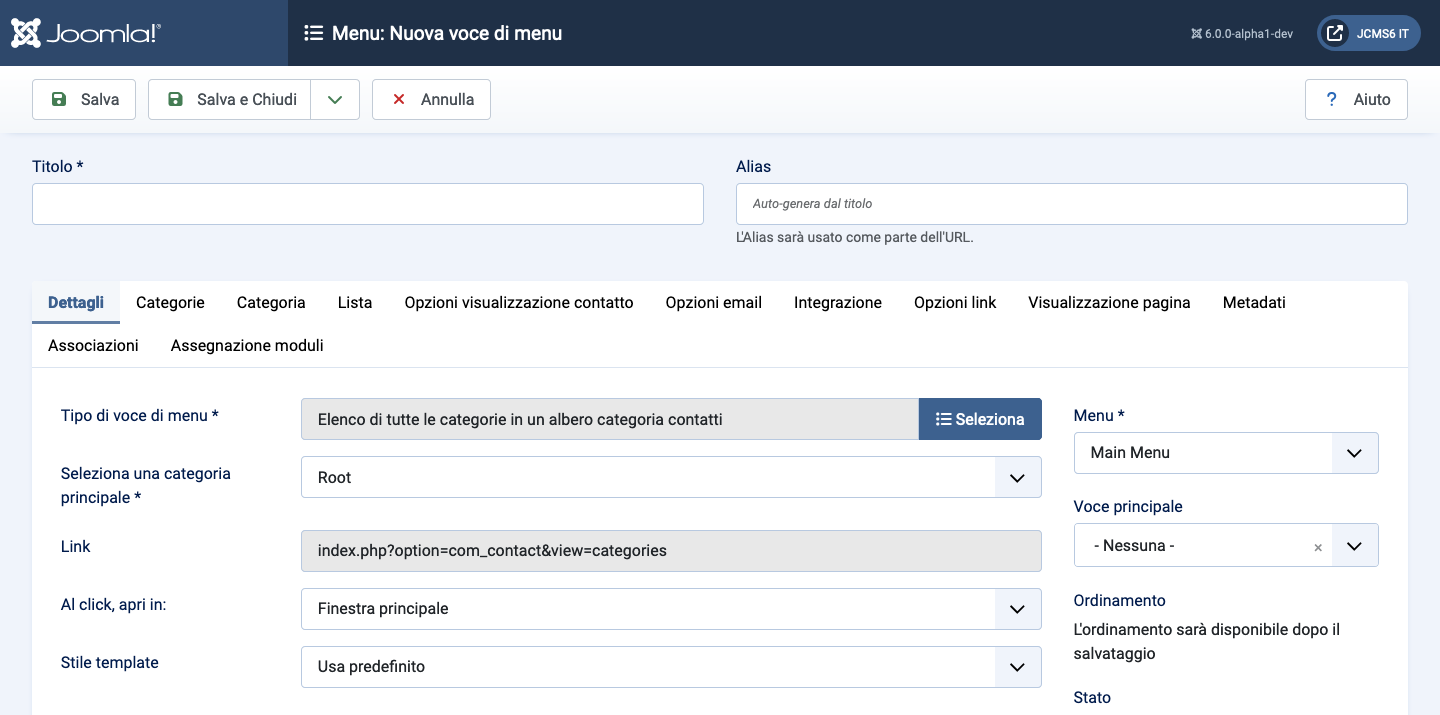 Joomla!®
Menu: Nuova voce di menu
6.0.0-alpha1-dev
JCMS6 IT
Salva
Salva e Chiudi
Annulla
? Aiuto
Titolo *
Alias
Auto-genera dal titolo
L'Alias sarà usato come parte dell'URL.
Dettagli Categorie Categoria Lista Opzioni visualizzazione contatto Opzioni email Integrazione Opzioni link Visualizzazione pagina Metadati
Associazioni Assegnazione moduli
Tipo di voce di menu *
Elenco di tutte le categorie in un albero categoria contatti
Seleziona
Seleziona una categoria
principale *
Root
Link
index.php?option=com_contact&view=categories
Al click, apri in:
Finestra principale
Stile template
Usa predefinito
Menu *
Main Menu
Voce principale
- Nessuna -
Ordinamento
L'ordinamento sarà disponibile dopo il
salvataggio
Stato